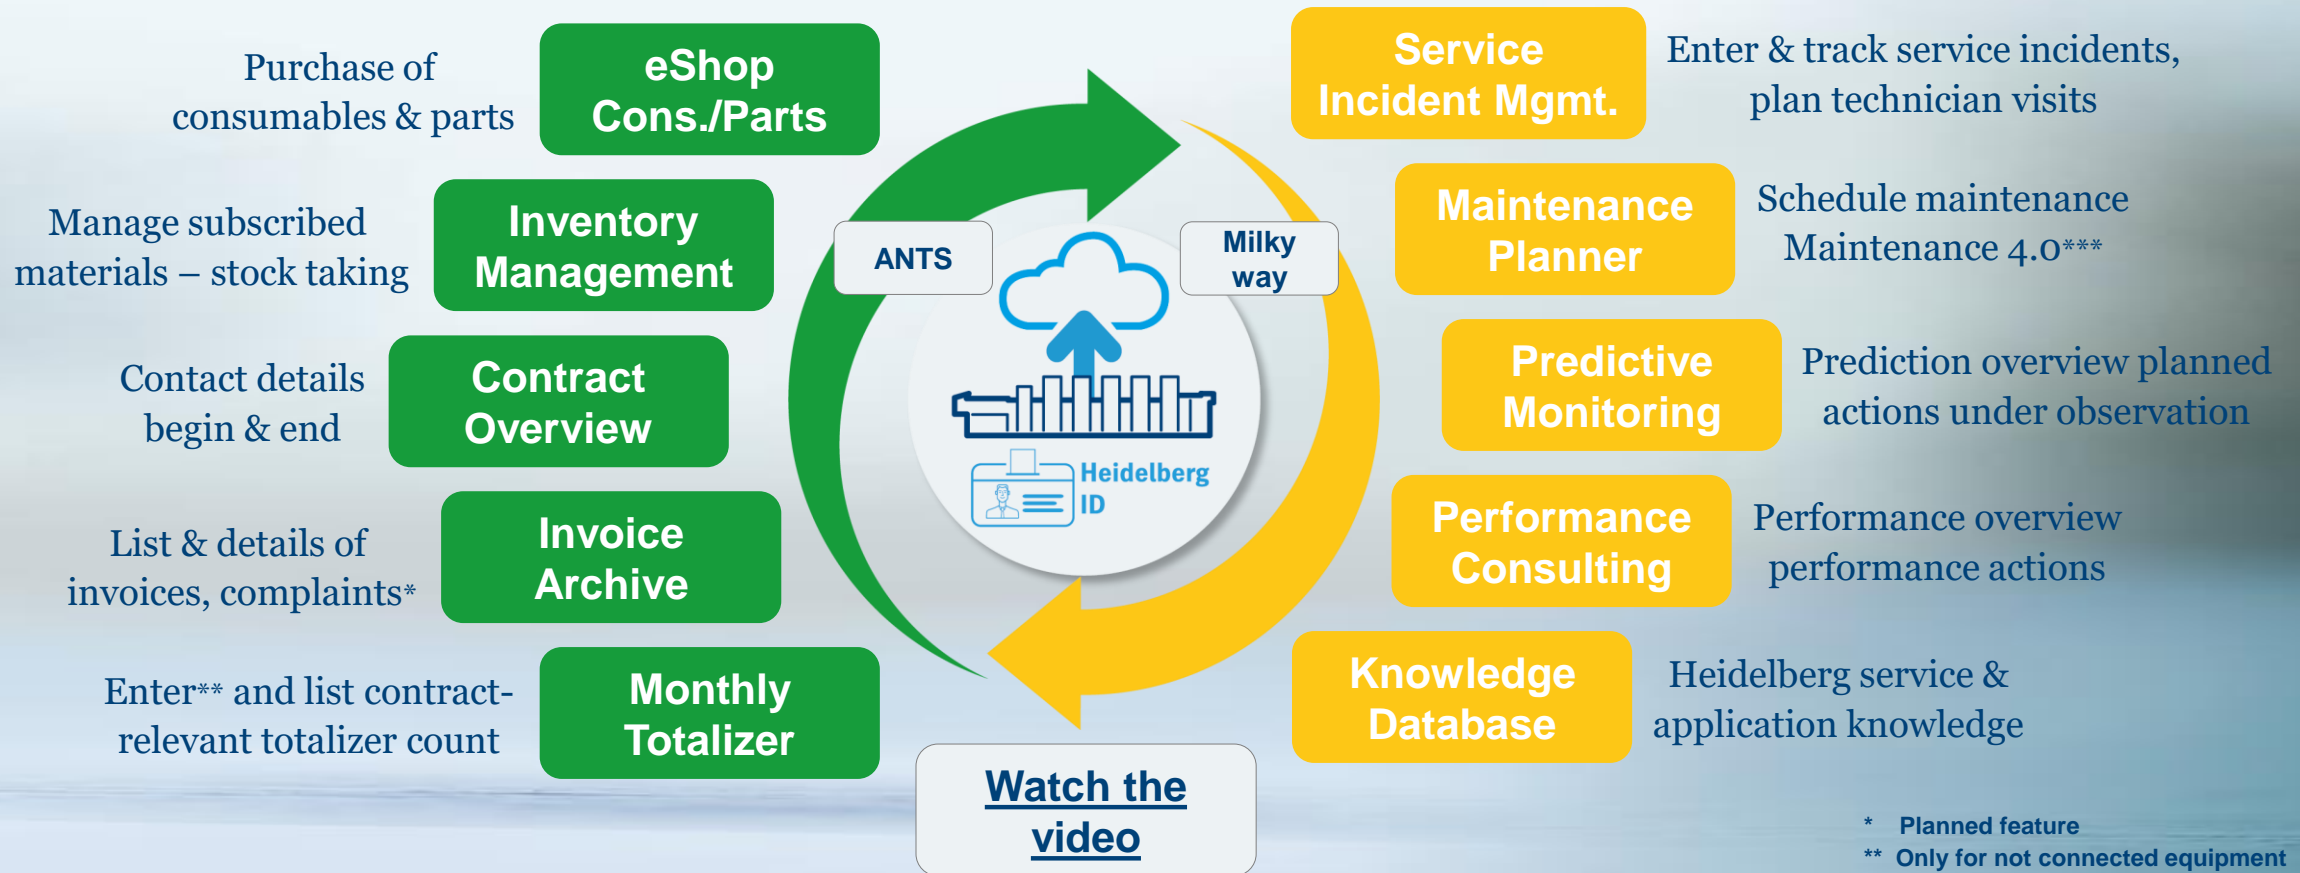 Purchase of
consumables & parts
eShop
Cons./Parts
Manage subscribed
materials – stock taking
Inventory
Management
Contact details
begin & end
Contract
Overview
List & details of
invoices, complaints*
Invoice
Archive
Enter** and list contract-
relevant totalizer count
Monthly
Totalizer
ANTS
Milky
way
Heidelberg
ID
Watch the
video
Service
Incident Mgmt.
Enter & track service incidents,
plan technician visits
Maintenance
Planner
Schedule maintenance
Maintenance 4.0***
Predictive
Monitoring
Prediction overview planned
actions under observation
Performance
Consulting
Performance overview
performance actions
Knowledge
Database
Heidelberg service &
application knowledge
* Planned feature
** Only for not connected equipment